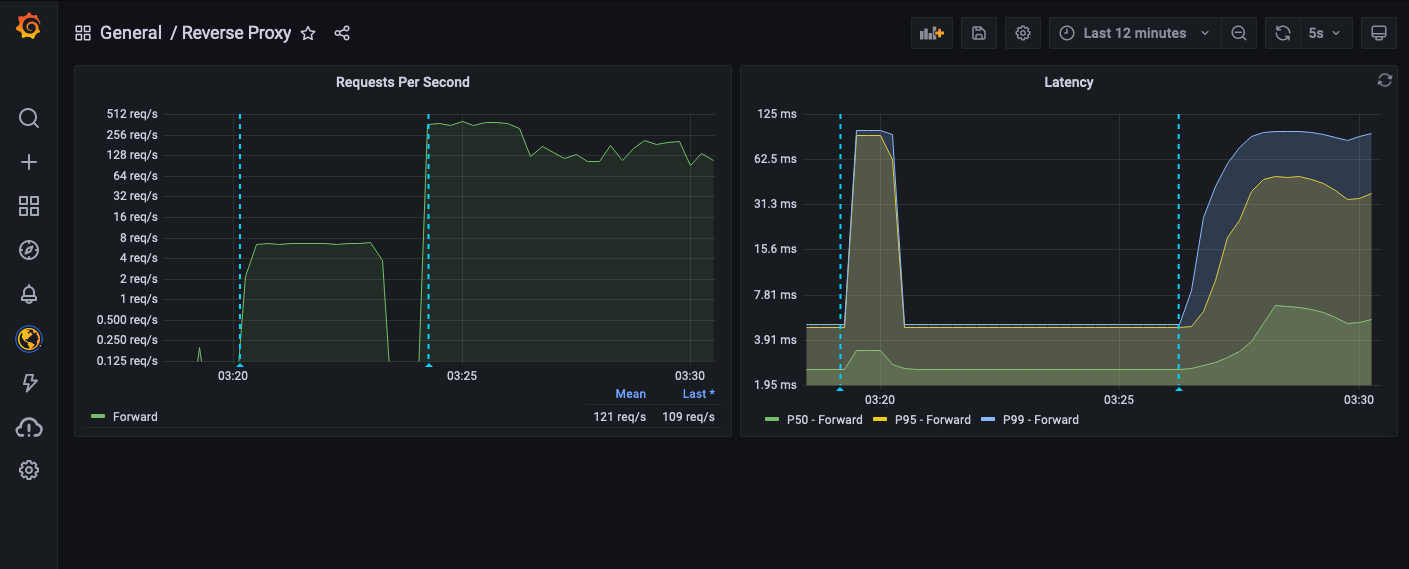 General / Reverse Proxy
Last 12 minutes
5s
Requests Per Second
512 req/s
256 req/s
128 req/s
64 req/s
32 req/s
16 req/s
8 req/s
4 req/s
2 req/s
1 req/s
0.500 req/s
0.250 req/s
0.125 req/s
03:20 03:25 03:30
Mean Last *
Forward 121 req/s 109 req/s
Latency
125 ms
62.5 ms
31.3 ms
15.6 ms
7.81 ms
3.91 ms
1.95 ms
03:20 03:25 03:30
P50 - Forward P95 - Forward P99 - Forward